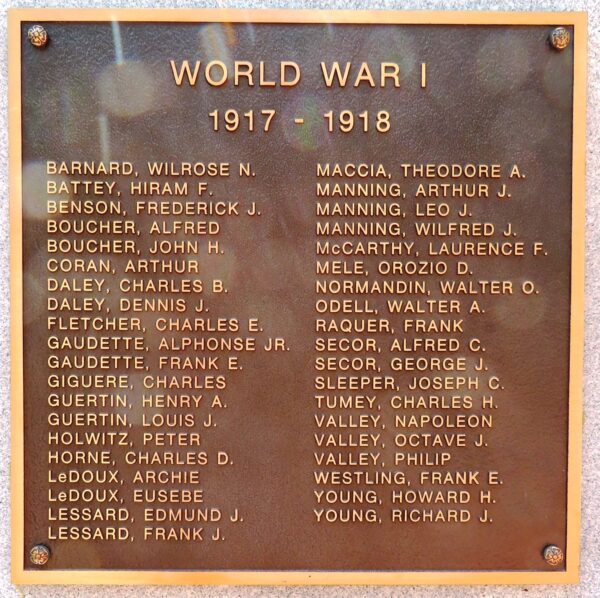 WORLD WAR I
1917 - 1918
BARNARD, WILROSE N.
BATTEY, HIRAM F.
BENSON, FREDERICK J.
BOUCHER, ALFRED
BOUCHER, JOHN H.
CORAN, ARTHUR
DALEY, CHARLES B.
DALEY, DENNIS J.
FLETCHER, CHARLES E.
GAUDETTE, ALPHONSE JR.
GAUDETTE, FRANK E.
GIGUERE, CHARLES
GUERTIN, HENRY A.
GUERTIN, LOUIS J.
HOLWITZ, PETER
HORNE, CHARLES D.
LeDOUX, ARCHIE
LeDOUX, EUSEBE
LESSARD, EDMUND J.
LESSARD, FRANK J.
MACCIA, THEODORE A.
MANNING, ARTHUR J.
MANNING, LEO J.
MANNING, WILFRED J.
McCARTHY, LAURENCE F.
MELE, OROZIO D.
NORMANDIN, WALTER O.
ODELL, WALTER A.
RAQUER, FRANK
SECOR, ALFRED C.
SECOR, GEORGE J.
SLEEPER, JOSEPH C.
TUMEY, CHARLES H.
VALLEY, NAPOLEON
VALLEY, OCTAVE J.
VALLEY, PHILIP
WESTLING, FRANK E.
YOUNG, HOWARD H.
YOUNG, RICHARD J.